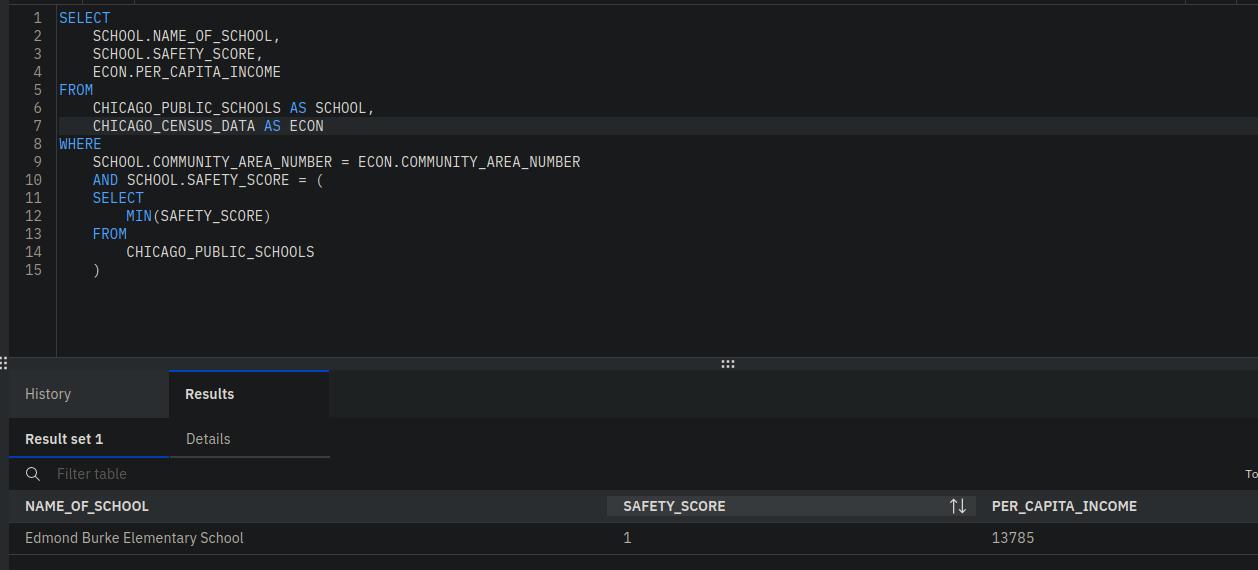 1 SELECT
2 SCHOOL.NAME_OF_SCHOOL,
3 SCHOOL.SAFETY_SCORE,
4 ECON.PER_CAPITA_INCOME
5 FROM
6 CHICAGO_PUBLIC_SCHOOLS AS SCHOOL,
7 CHICAGO_CENSUS_DATA AS ECON
8 WHERE
9 SCHOOL.COMMUNITY_AREA_NUMBER = ECON.COMMUNITY_AREA_NUMBER
10 AND SCHOOL.SAFETY_SCORE = (
11 SELECT
12 MIN(SAFETY_SCORE)
13 FROM
14 CHICAGO_PUBLIC_SCHOOLS
15 )
History Results
Result set 1 Details
Filter table To
NAME_OF_SCHOOL SAFETY_SCORE PER_CAPITA_INCOME
Edmond Burke Elementary School 1 13785